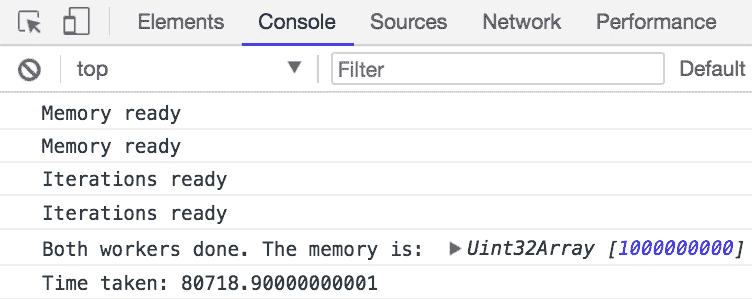 Elements Console Sources Network Performance
top ▼ Filter Default
Memory ready
Memory ready
Iterations ready
Iterations ready
Both workers done. The memory is: ▶Uint32Array [1000000000]
Time taken: 80718.90000000001